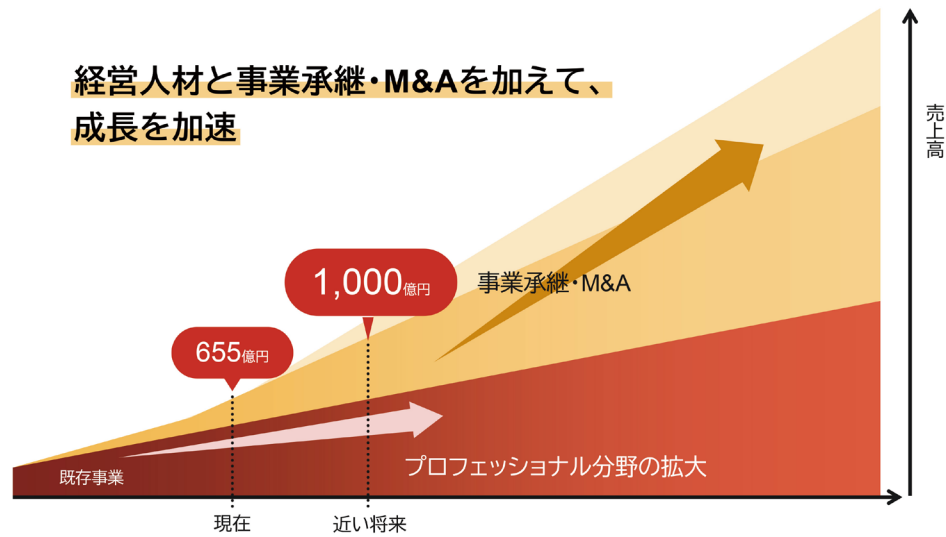 経営人材と事業承継・M&Aを加えて、
成長を加速
売上高
1,000億円
事業承継・M&A
655億円
プロフェッショナル分野の拡大
既存事業
現在
近い将来